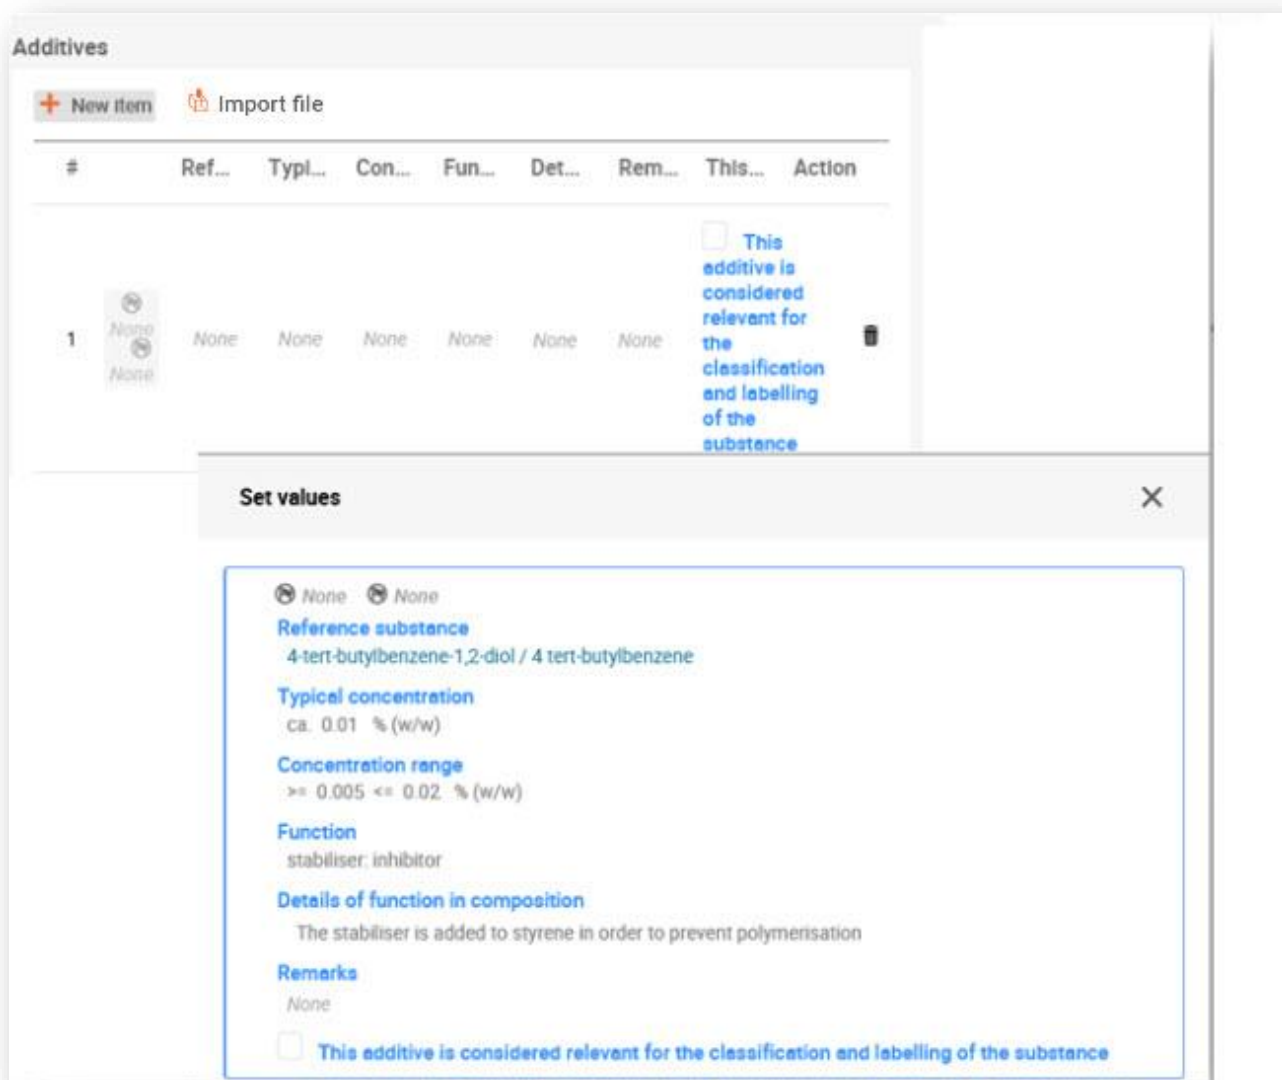 Additives
New item Import file
# Ref... Typi... Con... Fun... Det... Rem... This... Action
This
additive is
considered
relevant for
the
classification
and labelling
of the
substance
None
None
1 None None None None None None
Set values
None None
Reference substance
4-tert-butylbenzene-1,2-diol / 4 tert-butylbenzene
Typical concentration
ca. 0.01 % (w/w)
Concentration range
>= 0.005 <= 0.02 % (w/w)
Function
stabiliser: inhibitor
Details of function in composition
The stabiliser is added to styrene in order to prevent polymerisation
Remarks
None
This additive is considered relevant for the classification and labelling of the substance